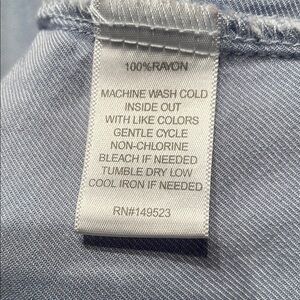 100%RAYON
MACHINE WASH COLD
INSIDE OUT
WITH LIKE COLORS
GENTLE CYCLE
NON-CHLORINE
BLEACH IF NEEDED
TUMBLE DRY LOW
COOL IRON IF NEEDED
RN#149523